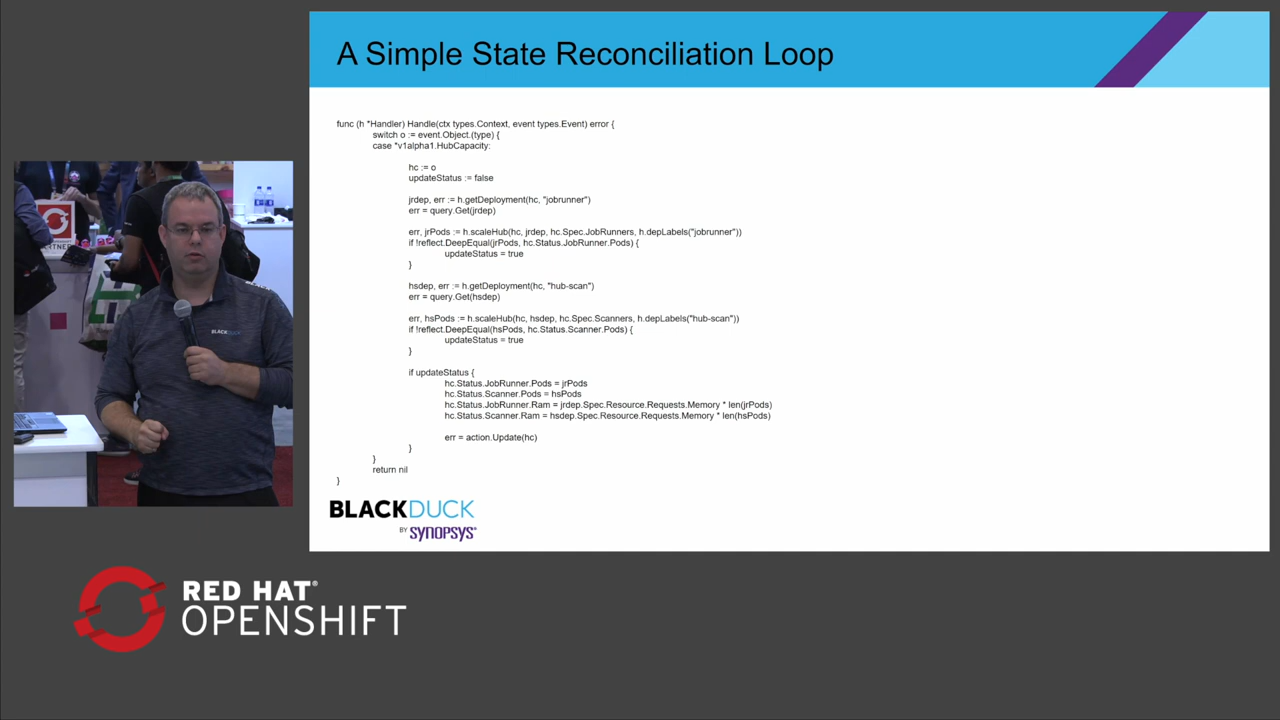 A Simple State Reconciliation Loop
func (h *Handler) Handle(ctx types.Context, event types.Event) error {
switch o := event.Object.(type) {
case *v1alpha1.HubCapacity:
hc := o
updateStatus := false
jrdep, err := h.getDeployment(hc, "jobrunner")
err = query.Get(jrdep)
err, jrPods := h.scaleHub(hc, jrdep, hc.Spec.JobRunners, h.depLabels("jobrunner"))
if !reflect.DeepEqual(jrPods, hc.Status.JobRunner.Pods) {
updateStatus = true
}
hsdep, err := h.getDeployment(hc, "hub-scan")
err = query.Get(hsdep)
err, hsPods := h.scaleHub(hc, hsdep, hc.Spec.Scanners, h.depLabels("hub-scan"))
if !reflect.DeepEqual(hsPods, hc.Status.Scanner.Pods) {
updateStatus = true
}
if updateStatus {
hc.Status.JobRunner.Pods = jrPods
hc.Status.Scanner.Pods = hsPods
hc.Status.JobRunner.Ram = jrdep.Spec.Resource.Requests.Memory * len(jrPods)
hc.Status.Scanner.Ram = hsdep.Spec.Resource.Requests.Memory * len(hsPods)
err = action.Update(hc)
}
}
return nil
}
BLACKDUCK
BY SYNOPSYS®
BLACKDUCK
RED HAT®
OPENSHIFT